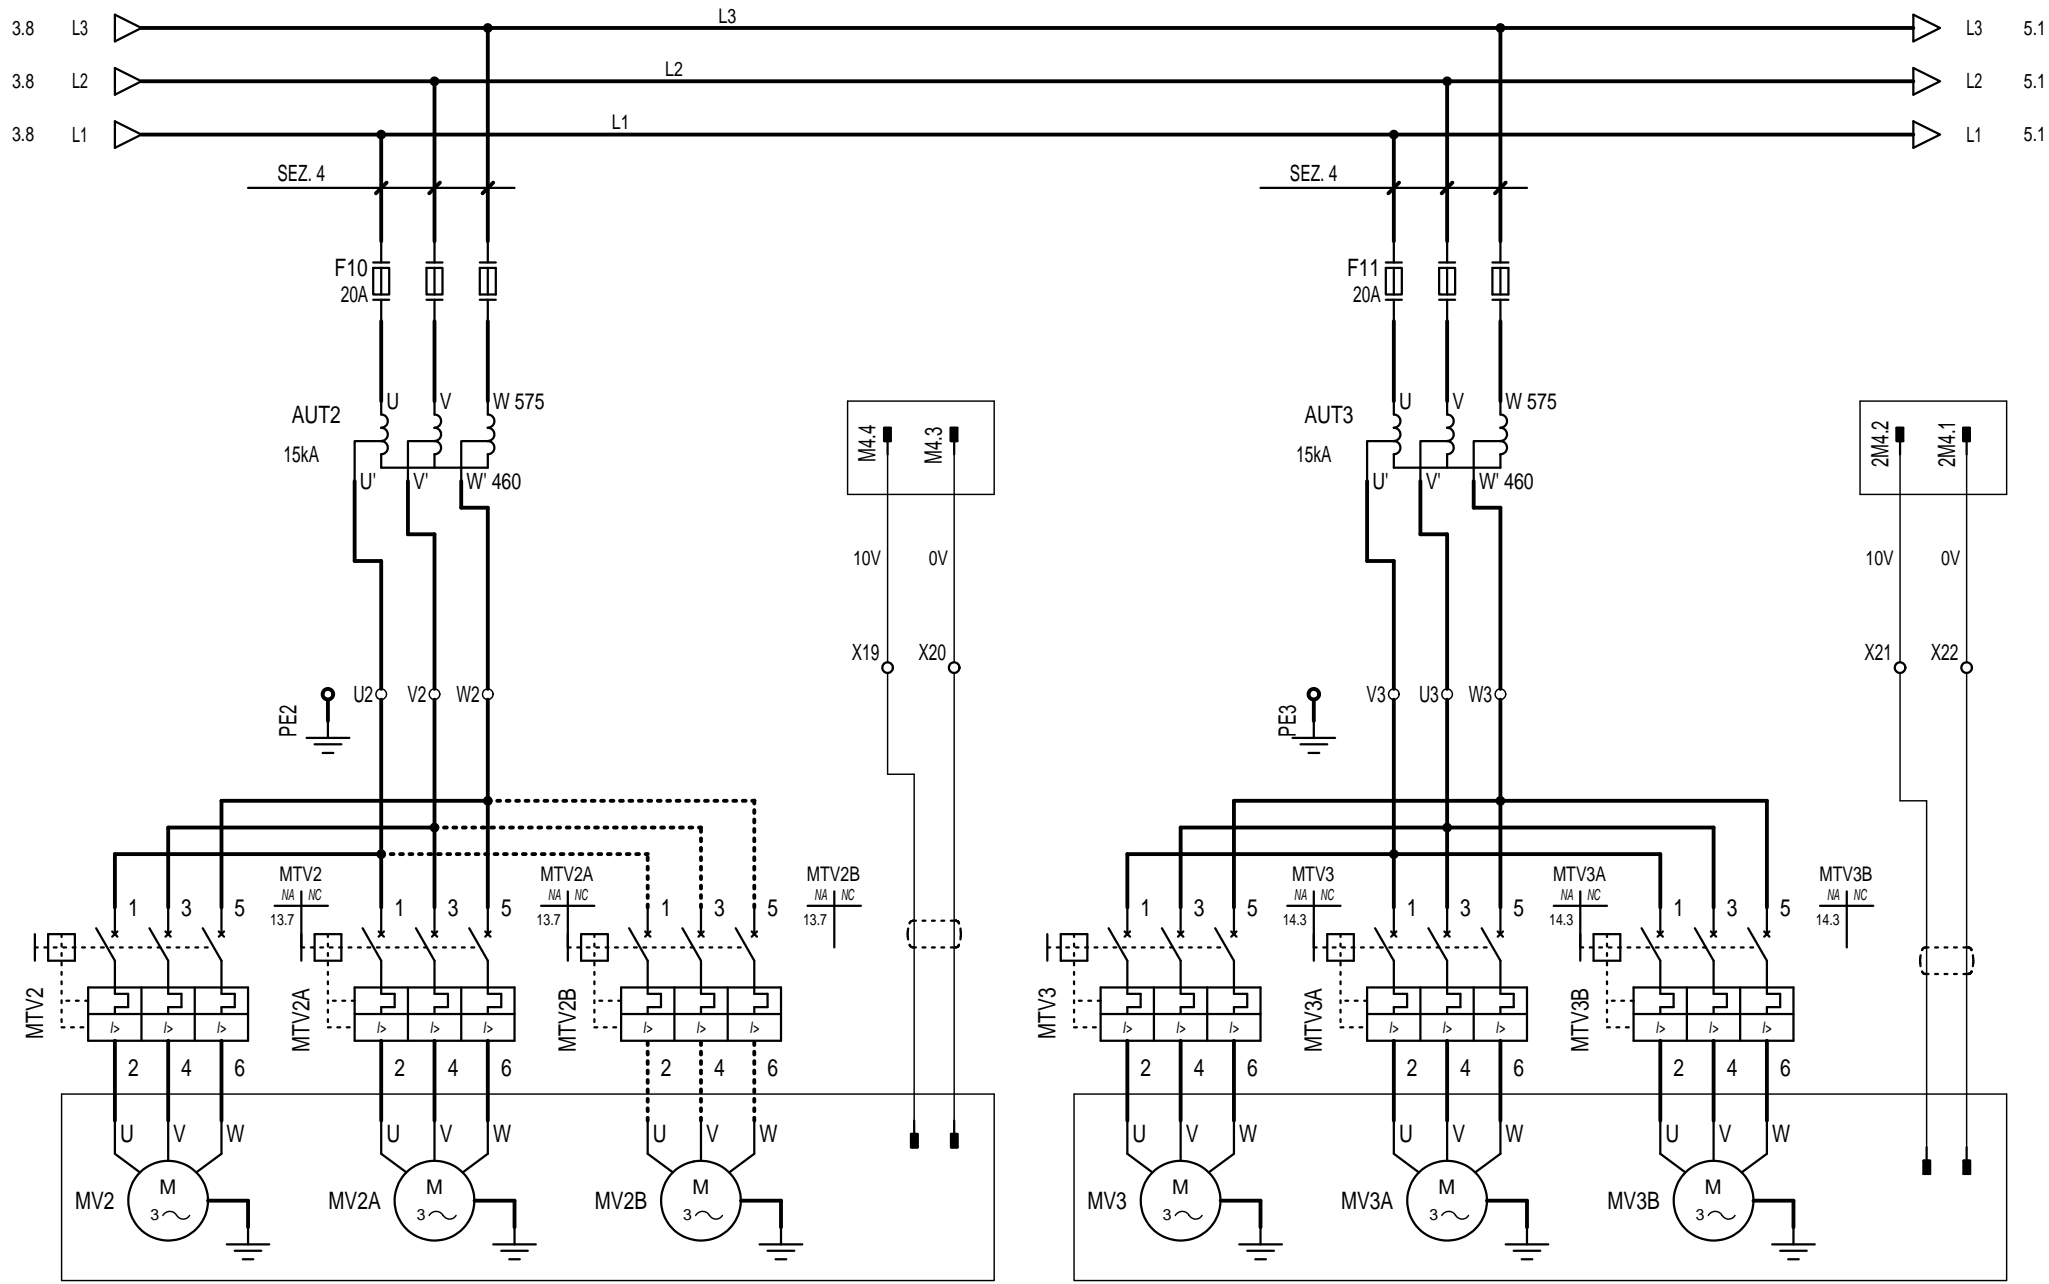 3.8 L3 L3 L3 5.1
3.8 L2 L2 L2 5.1
3.8 L1 L1 L1 5.1
SEZ. 4 SEZ. 4
F10 F11
20A 20A
U V W 575 U V W 575
AUT2 AUT3
15kA 15kA
M4.4 M4.3 2M4.2 2M4.1
U' V' W' 460 U' V' W' 460
10V 0V 10V 0V
X19 X20 X21 X22
U2 V2 W2 V3 U3 W3
PE2 PE3
MTV2 MTV2A MTV2B MTV3 MTV3A MTV3B
NA NC NA NC NA NC NA NC NA NC NA NC
1 3 5 1 3 5 1 3 5 1 3 5 1 3 5 1 3 5
13.7 13.7 13.7 14.3 14.3 14.3
MTV2 MTV2A MTV2B MTV3 MTV3A MTV3B
I> I> I> I> I> I> I> I> I> I> I> I> I> I> I> I> I> I>
2 4 6 2 4 6 2 4 6 2 4 6 2 4 6 2 4 6
U V W U V W U V W U V W U V W U V W
M M M M M M
MV2 MV2A MV2B MV3 MV3A MV3B
3 3 3 3 3 3